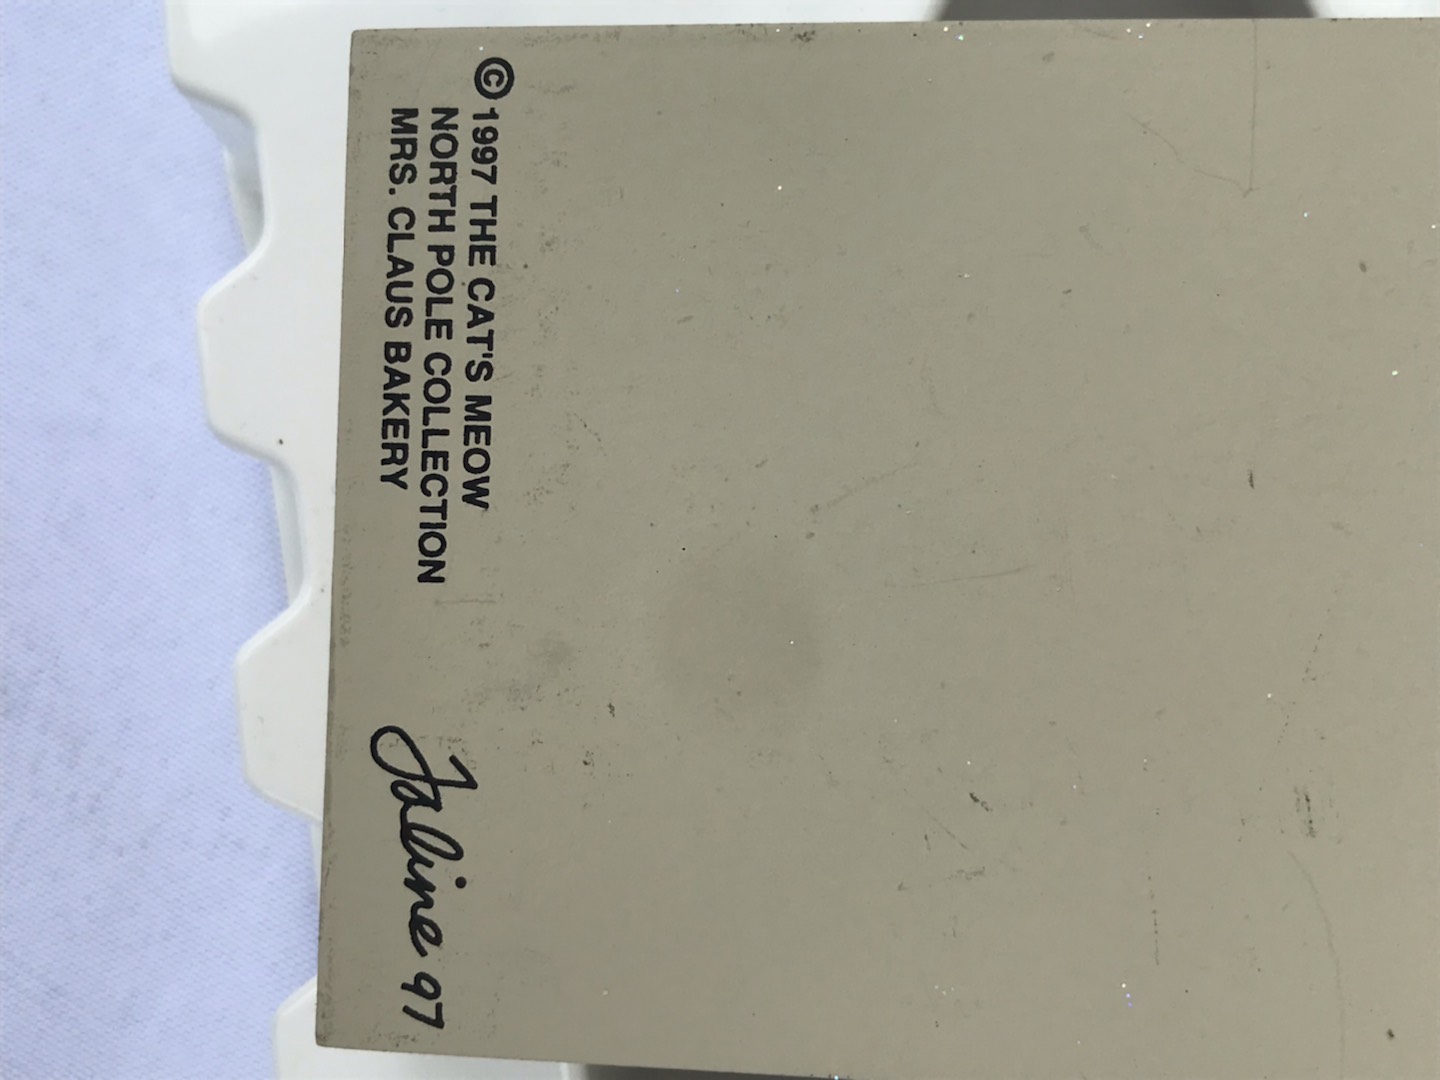 © 1997 THE CAT'S MEOW
NORTH POLE COLLECTION
MRS. CLAUS BAKERY
Faline 97